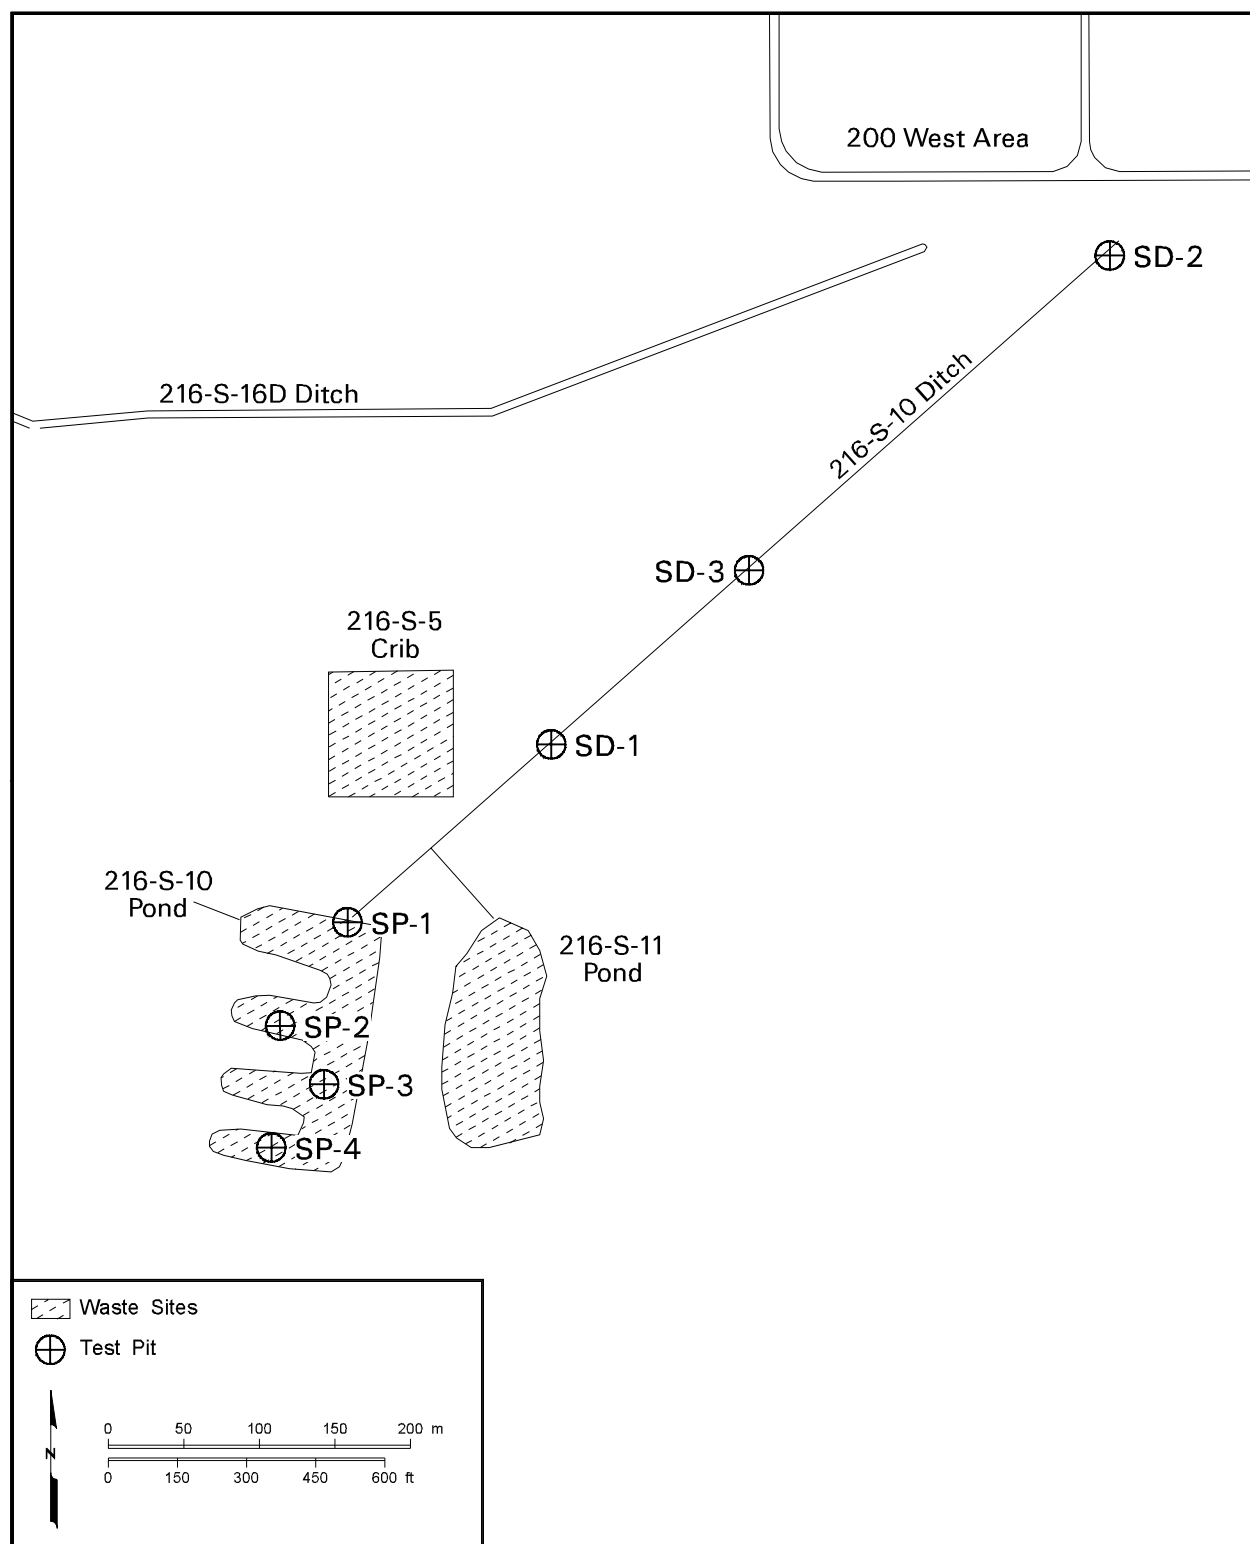 200 West Area
SD-2
216-S-16D Ditch
216-S-10 Ditch
SD-3
216-S-5
Crib
SD-1
216-S-10
Pond
SP-1
216-S-11
Pond
SP-2
SP-3
SP-4
Waste Sites
Test Pit
N
0 50 100 150 200 m
0 150 300 450 600 ft